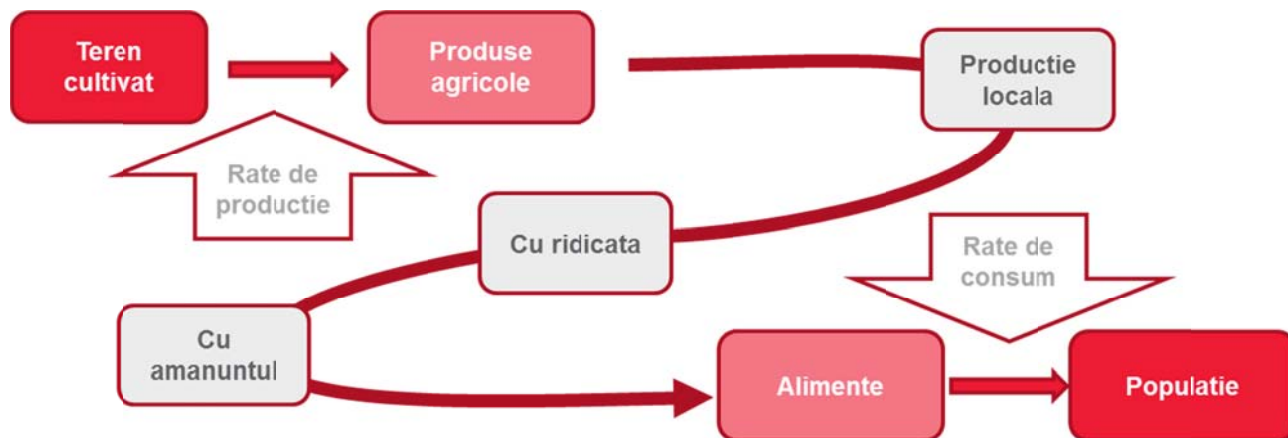 Teren
cultivat
Produse
agricole
Productie
locala
Rate de
productie
Cu ridicata
Rate de
consum
Cu
amanuntul
Alimente
Populatie